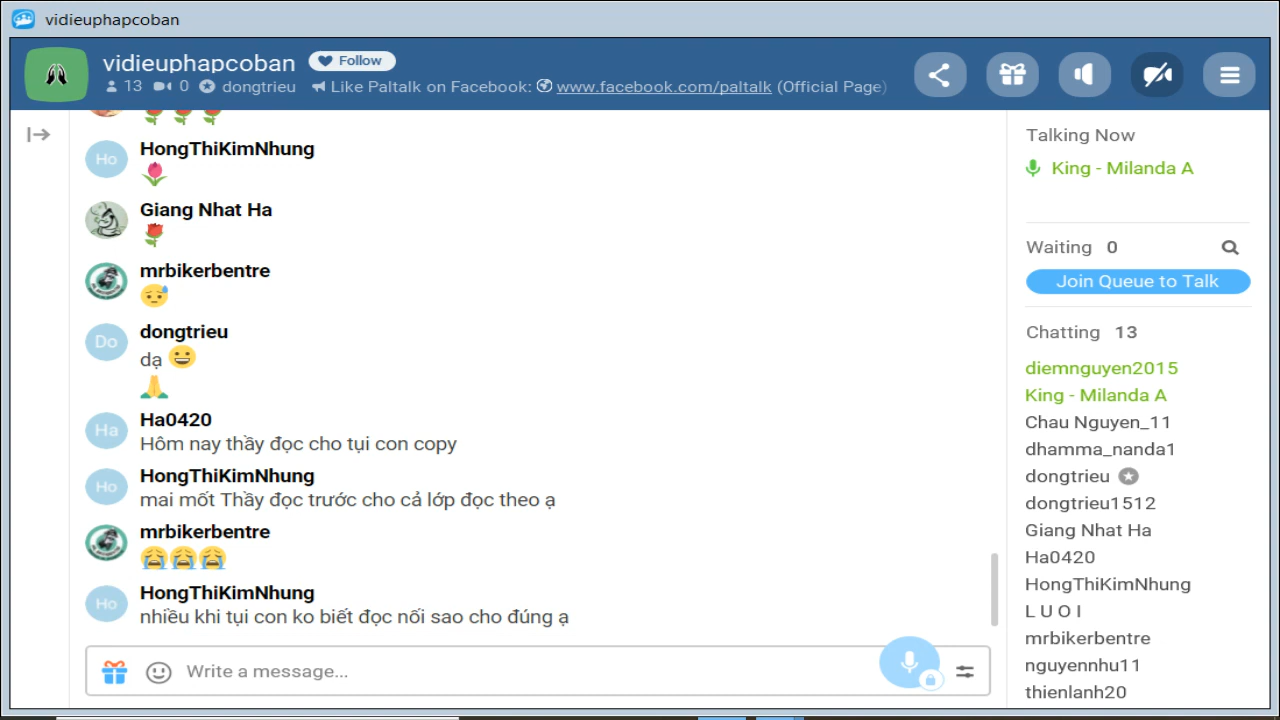 vidieuphapcoban
vidieuphapcoban Follow
13 0 dongtrieu Like Paltalk on Facebook: www.facebook.com/paltalk (Official Page)
HongThiKimNhung
Giang Nhat Ha
mrbikerbentre
dongtrieu
dạ
Ha0420
Hôm nay thầy đọc cho tụi con copy
HongThiKimNhung
mai mốt Thầy đọc trước cho cả lớp đọc theo ạ
mrbikerbentre
HongThiKimNhung
nhiều khi tụi con ko biết đọc nối sao cho đúng ạ
Write a message...
Ho
Do
Ha
Ho
Ho
Talking Now
King - Milanda A
Waiting 0
Join Queue to Talk
Chatting 13
diemnguyen2015
King - Milanda A
Chau Nguyen_11
dhamma_nanda1
dongtrieu
dongtrieu1512
Giang Nhat Ha
Ha0420
HongThiKimNhung
L U O I
mrbikerbentre
nguyennhu11
thienlanh20